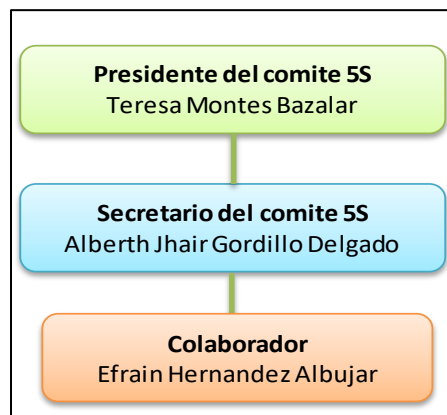 Presidente del comite 5S
Teresa Montes Bazalar
Secretario del comite 5S
Alberth Jhair Gordillo Delgado
Colaborador
Efrain Hernandez Albujar